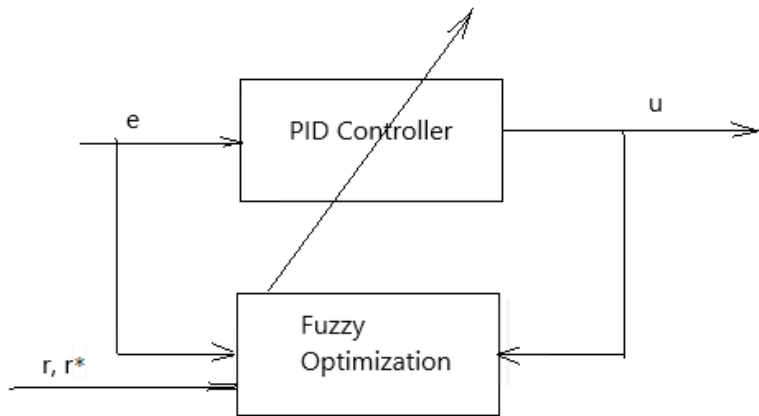 e
PID Controller
u
Fuzzy
Optimization
r, r*